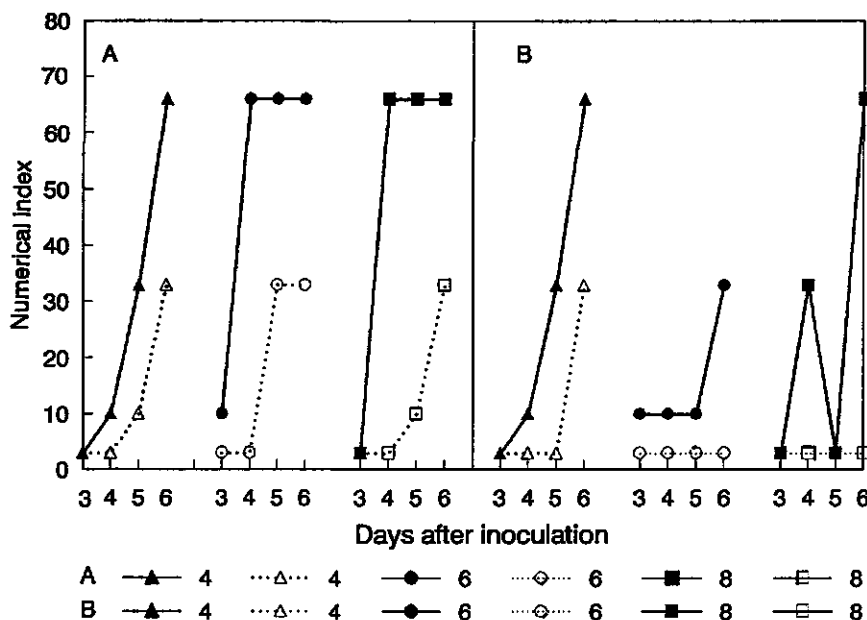 80
A
B
70
60
50
40
30
20
10
0
Numerical index
3 4 5 6 3 4 5 6 3 4 5 6 3 4 5 6 3 4 5 6 3 4 5 6
Days after inoculation
A 4 4 6 6 8 8
B 4 4 6 6 8 8